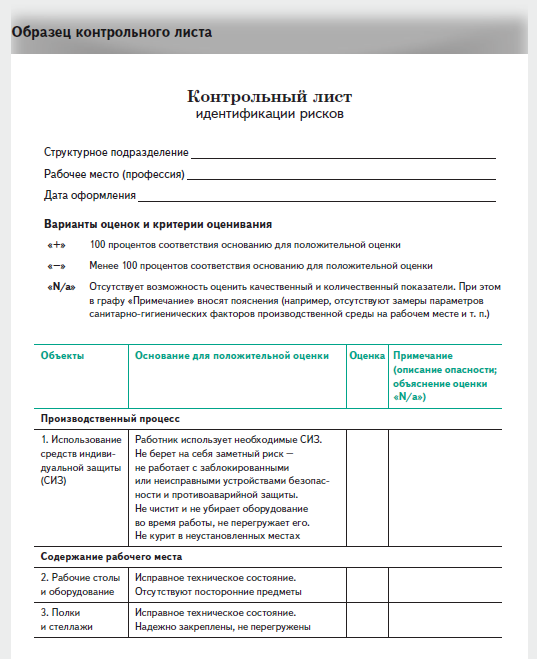 Образец контрольного листа
Контрольный лист
идентификации рисков
Структурное подразделение
Рабочее место (профессия)
Дата оформления
Варианты оценок и критерии оценивания
«+» 100 процентов соответствия основанию для положительной оценки
«—» Менее 100 процентов соответствия основанию для положительной оценки
«N/a» Отсутствует возможность оценить качественный и количественный показатели. При этом
в графу «Примечание» вносят пояснения (например, отсутствуют замеры параметров
санитарно-гигиенических факторов производственной среды на рабочем месте и т. п.)
Объекты
Основание для положительной оценки
Оценка
Примечание
(описание опасности;
объяснение оценки
«N/a»)
Производственный процесс
1. Использование
средств индиви-
дуальной защиты
(СИЗ)
Работник использует необходимые СИЗ.
Не берет на себя заметный риск —
не работает с заблокированными
или неисправными устройствами безопас-
ности и противоаварийной защиты.
Не чистит и не убирает оборудование
во время работы, не перегружает его.
Не курит в неустановленных местах
Содержание рабочего места
2. Рабочие столы
и оборудование
Исправное техническое состояние.
Отсутствуют посторонние предметы
3. Полки
и стеллажи
Исправное техническое состояние.
Надежно закреплены, не перегружены